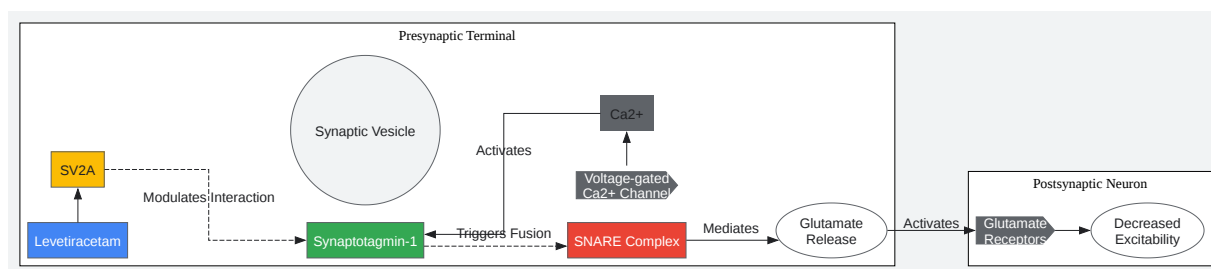 Presynaptic Terminal
Synaptic Vesicle
Ca2+
Activates
SV2A
Modulates Interaction
Voltage-gated
Ca2+ Channel
Levetiracetam
Synaptotagmin-1
Triggers Fusion
SNARE Complex
Mediates
Glutamate
Release
Activates
Postsynaptic Neuron
Glutamate
Receptors
Decreased
Excitability